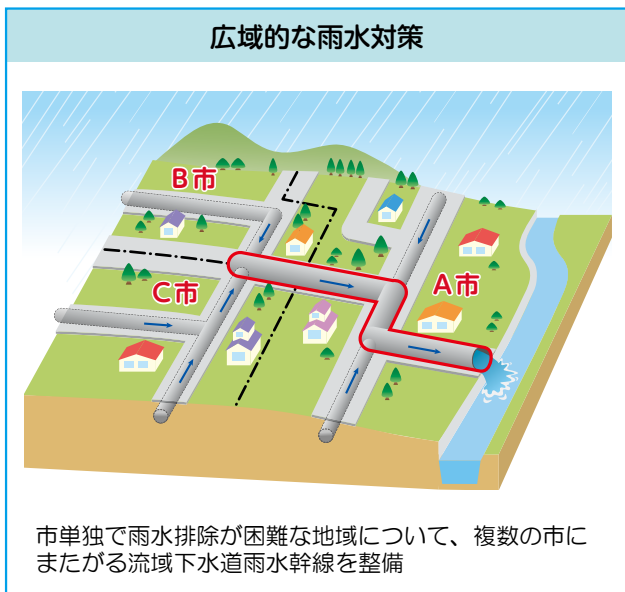 広域的な雨水対策
B市
C市
A市
市単独で雨水排除が困難な地域について、複数の市に
またがる流域下水道雨水幹線を整備